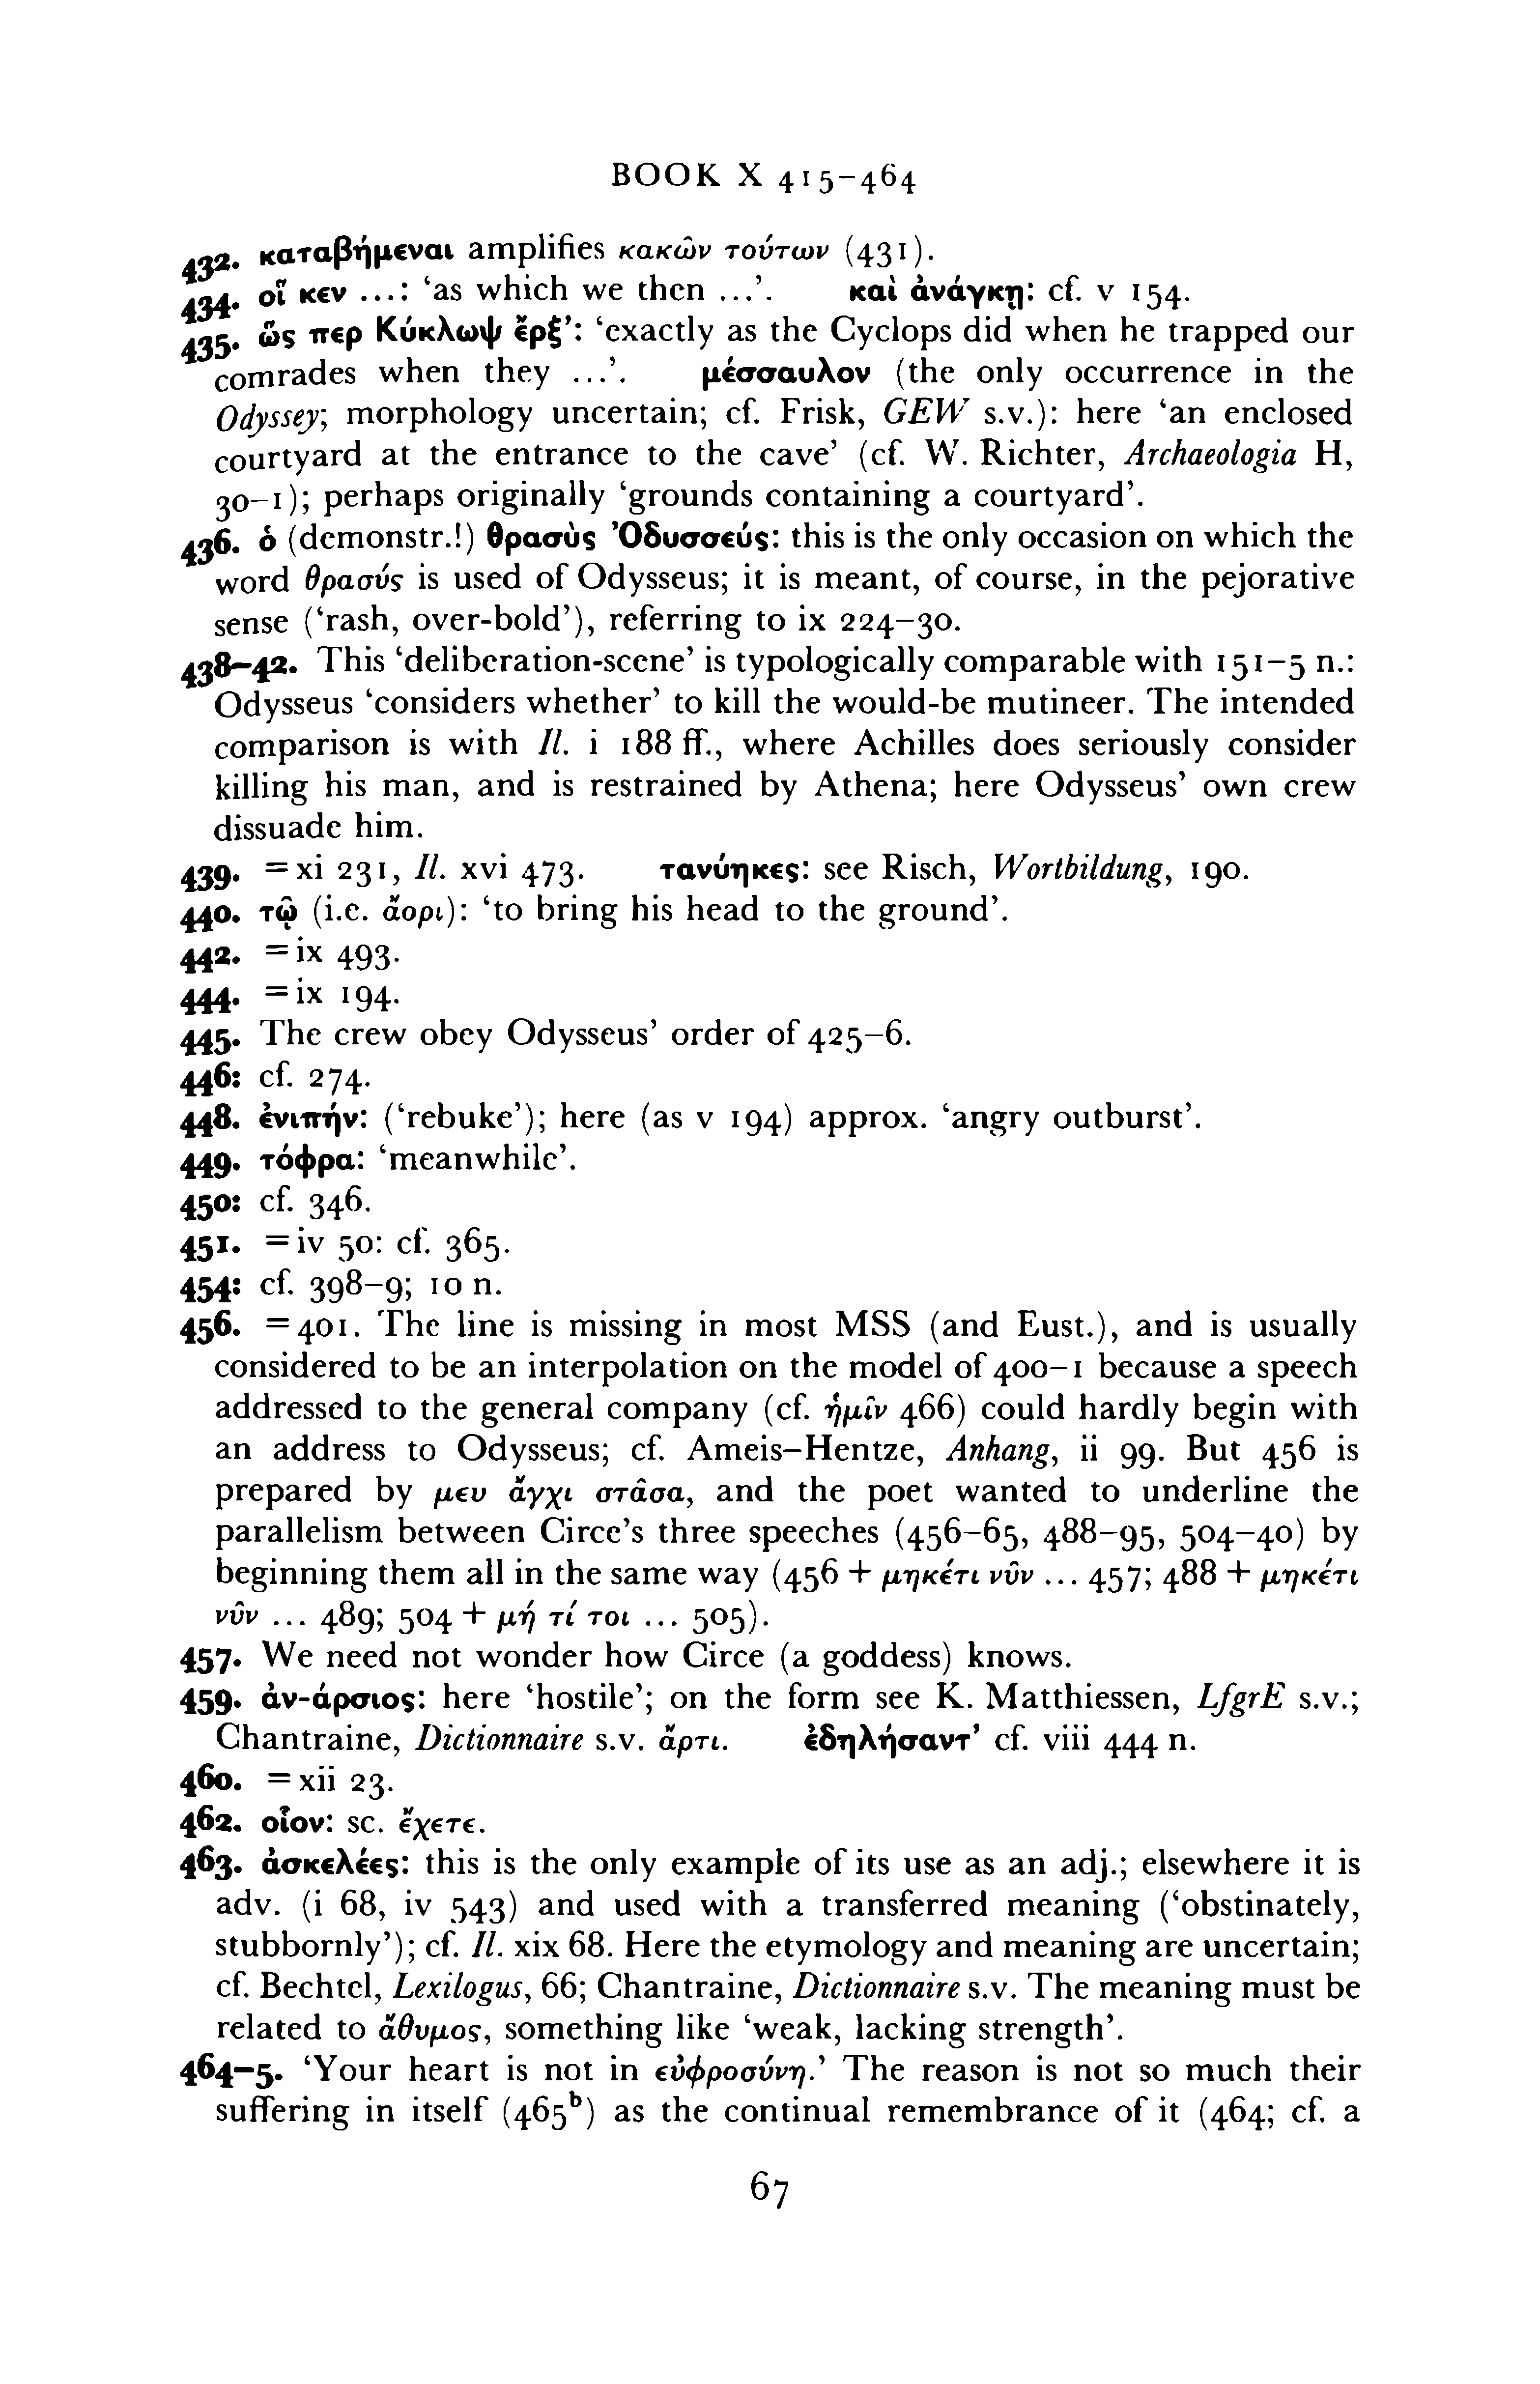 BOOK X 415–464
432. καταβήμεναι amplifies κακῶν τούτων (431).
434. οἵ κεν ...: ‘as which we then ...’. καὶ ἀνάγκῃ: cf. v 154.
435. ὥς περ Κύκλωψ ἔρξ’: ‘exactly as the Cyclops did when he trapped our
comrades when they ...’. μέσσαυλον (the only occurrence in the
Odyssey; morphology uncertain; cf. Frisk, GEW s.v.): here ‘an enclosed
courtyard at the entrance to the cave’ (cf. W. Richter, Archaeologia H,
30–1); perhaps originally ‘grounds containing a courtyard’.
436. ὁ (demonstr.!) θρασὺς Ὀδυσσεύς: this is the only occasion on which the
word θρασύς is used of Odysseus; it is meant, of course, in the pejorative
sense (‘rash, over-bold’), referring to ix 224–30.
438–42. This ‘deliberation-scene’ is typologically comparable with 151–5 n.:
Odysseus ‘considers whether’ to kill the would-be mutineer. The intended
comparison is with Il. i 188 ff., where Achilles does seriously consider
killing his man, and is restrained by Athena; here Odysseus’ own crew
dissuade him.
439. =xi 231, Il. xvi 473. τανύηκες: see Risch, Wortbildung, 190.
440. τῷ (i.e. ἄορι): ‘to bring his head to the ground’.
442. =ix 493.
444. =ix 194.
445. The crew obey Odysseus’ order of 425–6.
446: cf. 274.
448. ἐνιπήν: (‘rebuke’); here (as v 194) approx. ‘angry outburst’.
449. τόφρα: ‘meanwhile’.
450: cf. 346.
451. =iv 50: cf. 365.
454: cf. 398–9; 10 n.
456. =401. The line is missing in most MSS (and Eust.), and is usually
considered to be an interpolation on the model of 400–1 because a speech
addressed to the general company (cf. ἡμῖν 466) could hardly begin with
an address to Odysseus; cf. Ameis–Hentze, Anhang, ii 99. But 456 is
prepared by μευ ἄγχι στᾶσα, and the poet wanted to underline the
parallelism between Circe’s three speeches (456–65, 488–95, 504–40) by
beginning them all in the same way (456 + μηκέτι νῦν ... 457; 488 + μηκέτι
νῦν ... 489; 504 + μή τί τοι ... 505).
457. We need not wonder how Circe (a goddess) knows.
459. ἀν-άρσιος: here ‘hostile’; on the form see K. Matthiessen, LfgrE s.v.;
Chantraine, Dictionnaire s.v. ἄρτι. ἐδηλήσαντ’ cf. viii 444 n.
460. =xii 23.
462. οἷον: sc. ἔχετε.
463. ἀσκελέες: this is the only example of its use as an adj.; elsewhere it is
adv. (i 68, iv 543) and used with a transferred meaning (‘obstinately,
stubbornly’); cf. Il. xix 68. Here the etymology and meaning are uncertain;
cf. Bechtel, Lexilogus, 66; Chantraine, Dictionnaire s.v. The meaning must be
related to ἄθυμος, something like ‘weak, lacking strength’.
464–5. ‘Your heart is not in εὐφροσύνῃ.’ The reason is not so much their
suffering in itself (465ᵇ) as the continual remembrance of it (464; cf. a
67